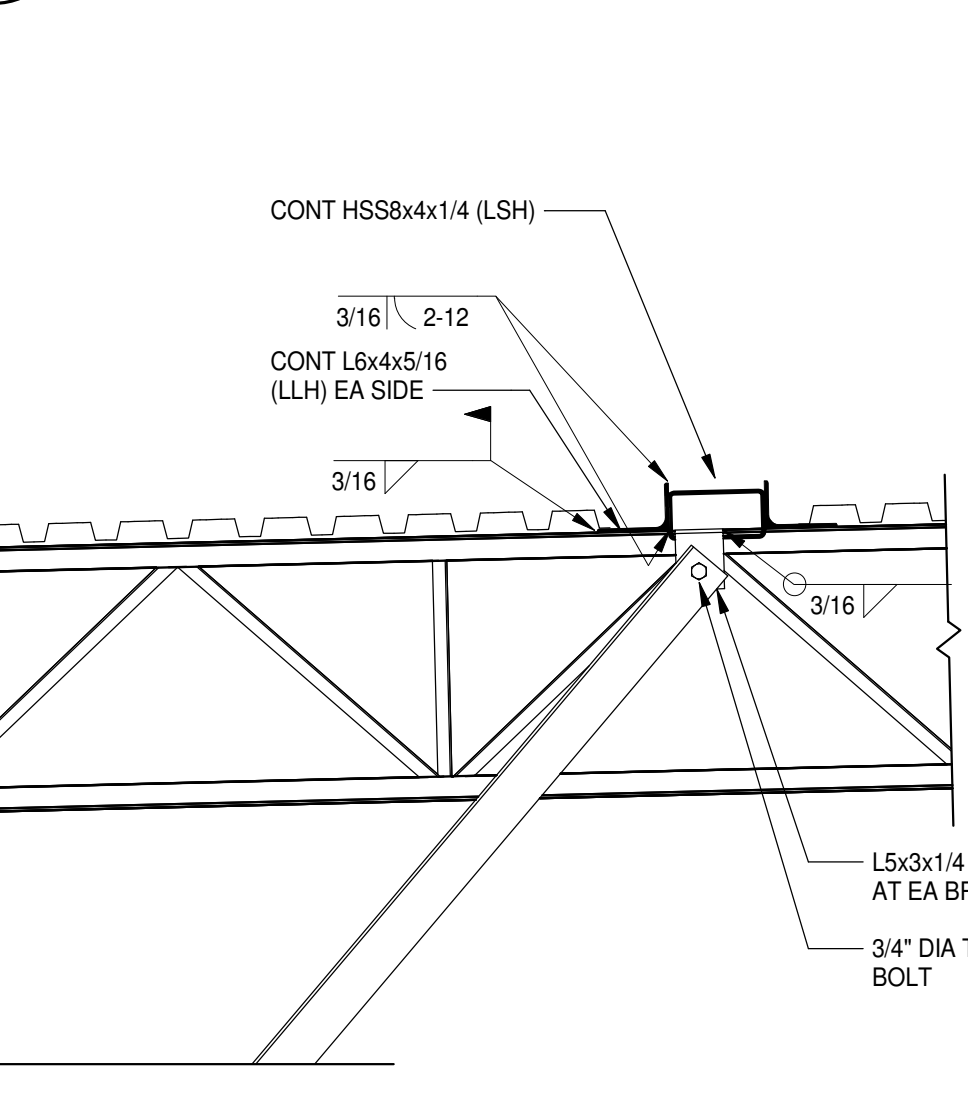 CONT HSS8x4x1/4 (LSH)
3/16 2-12
CONT L6x4x5/16
(LLH) EA SIDE
3/16
3/16
L5x3x1/4
AT EA
3/4" DIA
BOLT